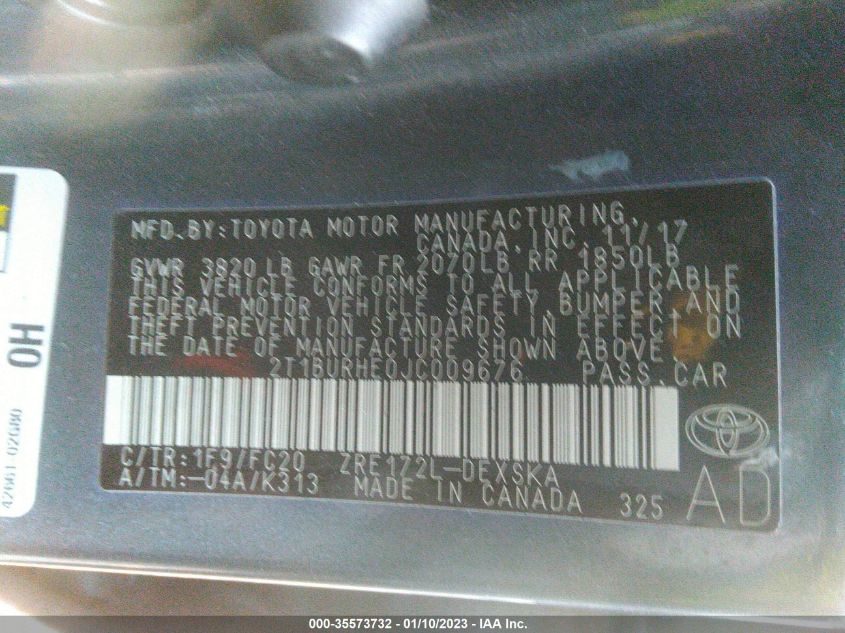 MFD. BY: TOYOTA MOTOR MANUFACTURING,
CANADA, INC. 11/17
GVWR 3820 LB GAWR FR 2070LB RR 1850LB
THIS VEHICLE CONFORMS TO ALL APPLICABLE
FEDERAL MOTOR VEHICLE SAFETY, BUMPER, AND
THEFT PREVENTION STANDARDS IN EFFECT ON
THE DATE OF MANUFACTURE SHOWN ABOVE.
2T1BURHE0JC009676 PASS. CAR
C/TR: 1F9/FC20 ZRE172L-DEXSKA
A/TM: -04A/K313 MADE IN CANADA 325
AD
0H
42661-02G80
000-35573732 - 01/10/2023 - IAA Inc.